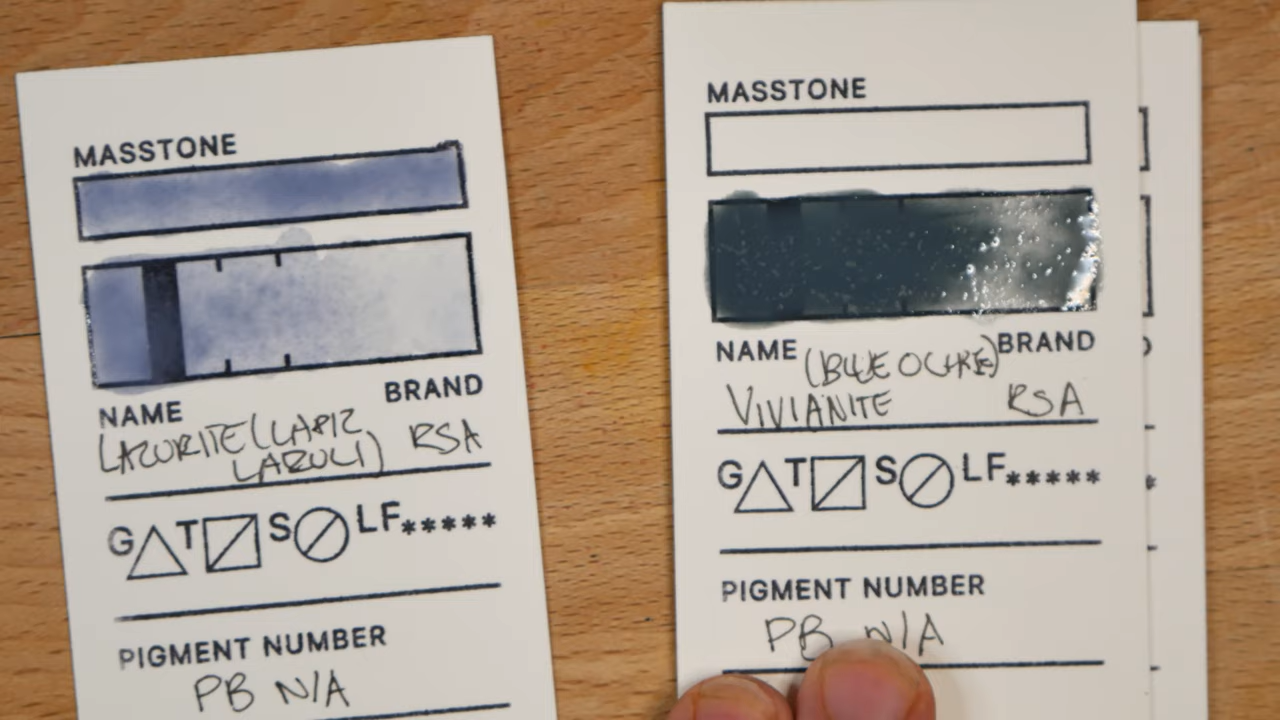 MASSTONE
NAME BRAND
LAZURITE (LAPIZ RSA
LAZULI)
G T S LF*****
PIGMENT NUMBER
PB N/A
MASSTONE
NAME (BLUE OCHRE) BRAND
VIVIANITE RSA
G T S LF*****
PIGMENT NUMBER
PB N/A